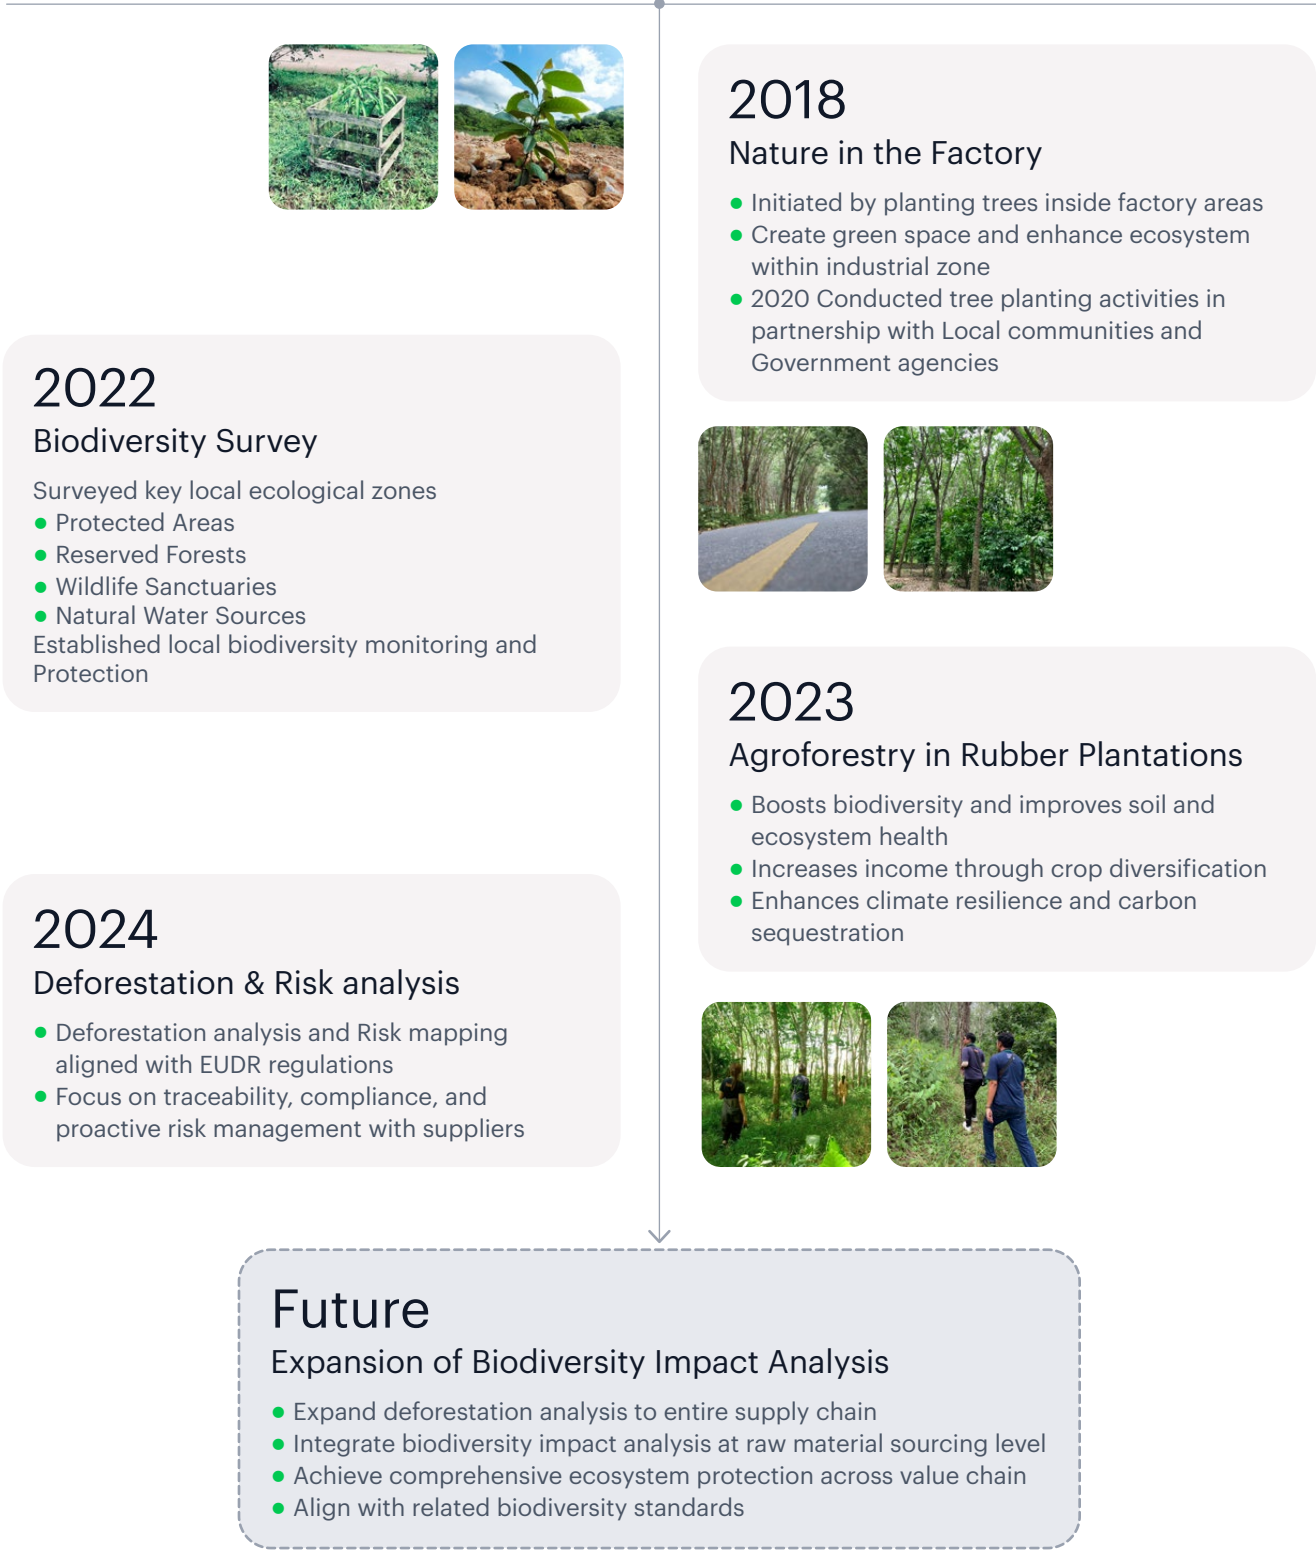 2018
Nature in the Factory
Initiated by planting trees inside factory areas
Create green space and enhance ecosystem
within industrial zone
2020 Conducted tree planting activities in
partnership with Local communities and
Government agencies
2022
Biodiversity Survey
Surveyed key local ecological zones
Protected Areas
Reserved Forests
Wildlife Sanctuaries
Natural Water Sources
Established local biodiversity monitoring and
Protection
2023
Agroforestry in Rubber Plantations
Boosts biodiversity and improves soil and
ecosystem health
Increases income through crop diversification
Enhances climate resilience and carbon
sequestration
2024
Deforestation & Risk analysis
Deforestation analysis and Risk mapping
aligned with EUDR regulations
Focus on traceability, compliance, and
proactive risk management with suppliers
Future
Expansion of Biodiversity Impact Analysis
Expand deforestation analysis to entire supply chain
Integrate biodiversity impact analysis at raw material sourcing level
Achieve comprehensive ecosystem protection across value chain
Align with related biodiversity standards